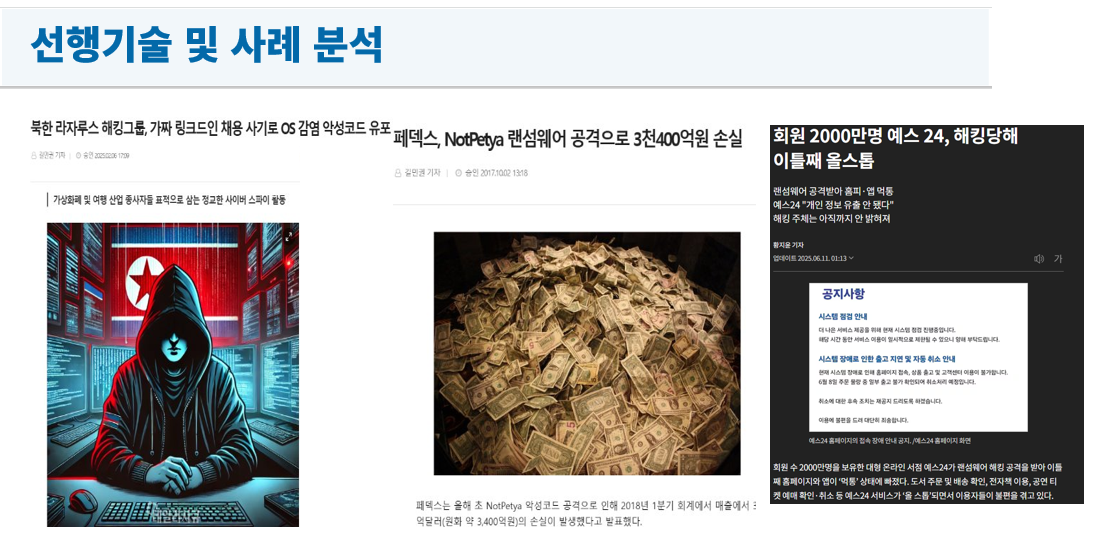 선행기술 및 사례 분석
북한 라자루스 해킹그룹, 가짜 링크드인 채용 사기로 OS 감염 악성코드 유포
길민권 기자 | 승인 2025.02.06 17:09
가상화폐 및 여행 산업 종사자들 표적으로 삼는 정교한 사이버 스파이 활동
페덱스, NotPetya 랜섬웨어 공격으로 3천400억원 손실
길민권 기자 | 승인 2017.10.02 13:18
페덱스는 올해 초 NotPetya 악성코드 공격으로 인해 2018년 1분기 회계에서 매출에서 3
억달러(원화 약 3,400억원)의 손실이 발생했다고 발표했다.
회원 2000만명 예스 24, 해킹당해
이틀째 올스톱
랜섬웨어 공격받아 홈피·앱 먹통
예스24 "개인 정보 유출 안 됐다"
해킹 주체는 아직까지 안 밝혀져
황지윤 기자
업데이트 2025.06.11. 01:13
가
공지사항
시스템 점검 안내
더 나은 서비스 제공을 위해 현재 시스템 점검 진행중입니다.
해당 시간 동안 서비스 이용이 일시적으로 제한될 수 있으니 양해 부탁드립니다.
시스템 장애로 인한 출고 지연 및 자동 취소 안내
현재 시스템 장애로 인해 홈페이지 접속, 상품 출고 및 고객센터 이용이 불가합니다.
6월 8일 주문 물량 중 일부 출고 불가 확인되어 취소처리 예정입니다.
취소에 대한 후속 조치는 재공지 드리도록 하겠습니다.
이용에 불편을 드려 대단히 죄송합니다.
예스24 홈페이지의 접속 장애 안내 공지. /예스24 홈페이지 화면
회원 수 2000만명을 보유한 대형 온라인 서점 예스24가 랜섬웨어 해킹 공격을 받아 이틀
째 홈페이지와 앱이 '먹통' 상태에 빠졌다. 도서 주문 및 배송 확인, 전자책 이용, 공연 티
켓 예매 확인·취소 등 예스24 서비스가 '올 스톱'되면서 이용자들이 불편을 겪고 있다.